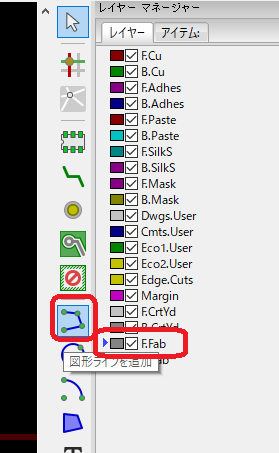 レイヤー マネージャー
レイヤー
アイテム:
F.Cu
B.Cu
F.Adhes
B.Adhes
F.Paste
B.Paste
F.SilkS
B.SilkS
F.Mask
B.Mask
Dwgs.User
Cmts.User
Eco1.User
Eco2.User
Edge.Cuts
Margin
F.CrtYd
B.CrtYd
F.Fab
図形ラインを追加